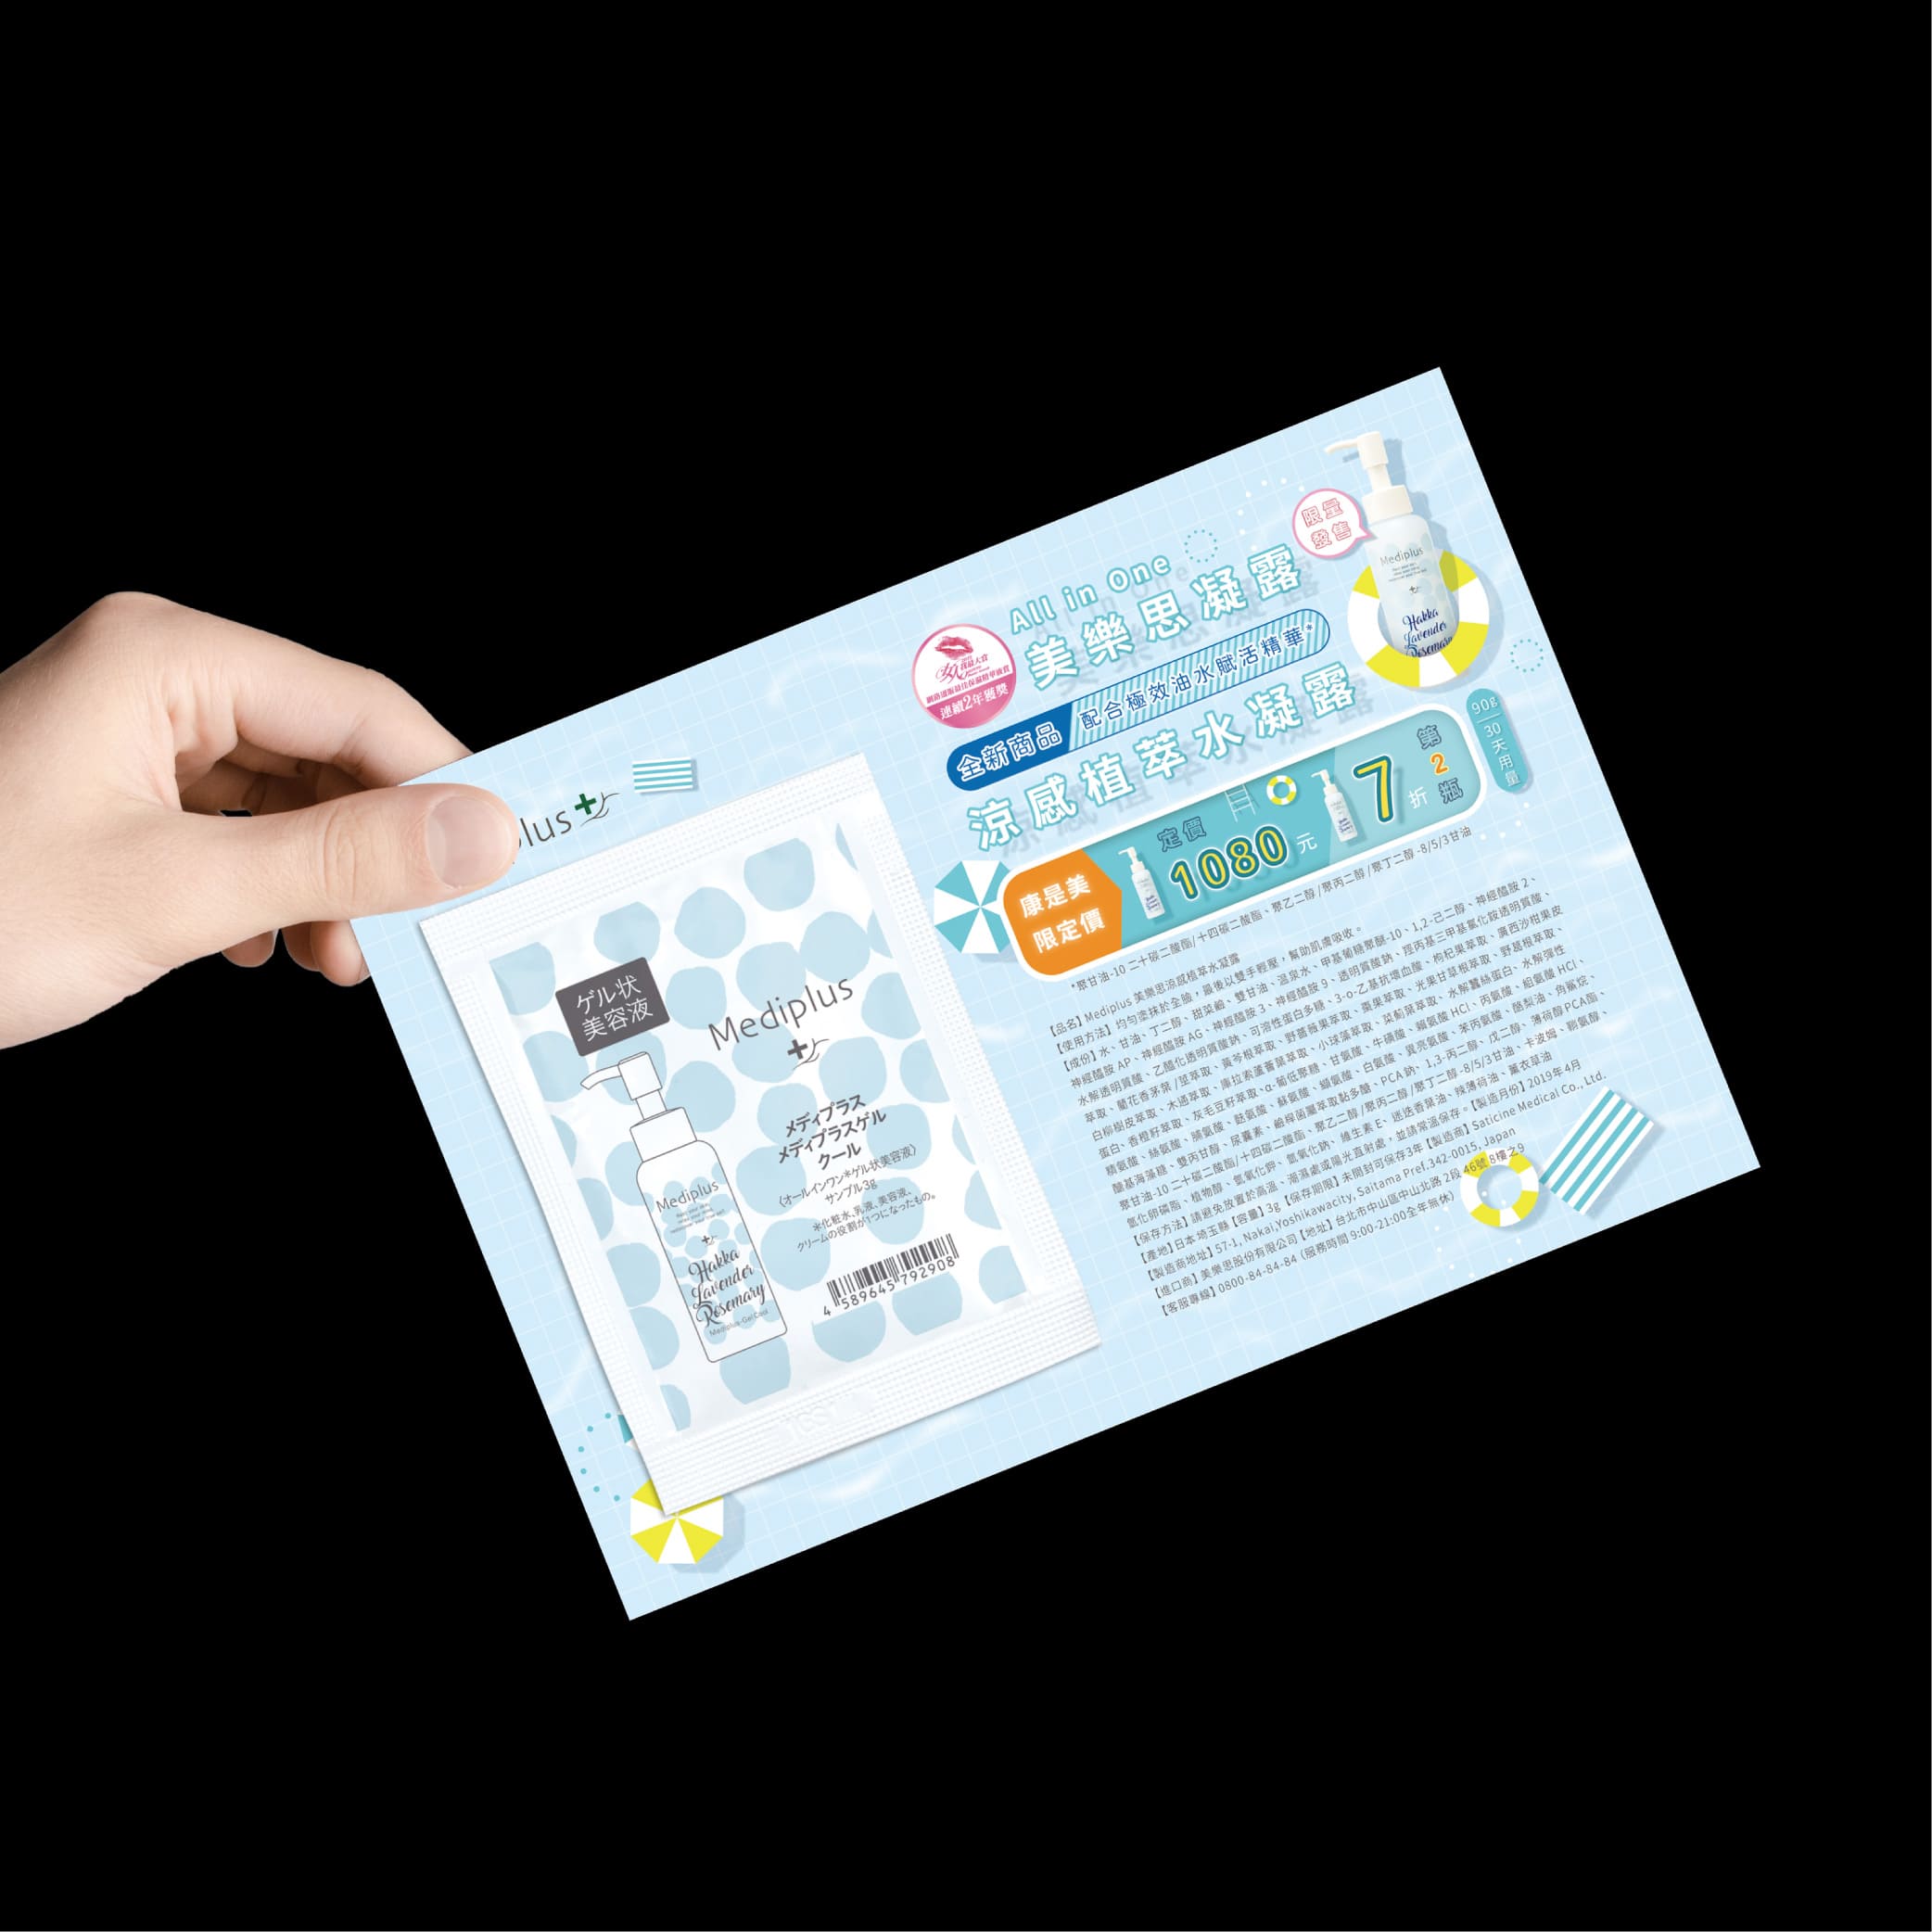 plus
ゲル状
美容液
Mediplus
メディプラス
メディプラスゲル
クール
〈オールインワン＊ゲル状美容液〉
サンプル3g
＊化粧水、乳液、美容液、
クリームの役割が1つになったもの。
4 589645 792908
Mediplus
Hakka
Lavender
Rosemary
Mediplus-Gel Cool
女人我最大賞
連續2年獲獎
All in One
美樂思凝露
全新商品 配合極效油水賦活精華*
涼感植萃水凝露
限量
發售
Mediplus
Hakka
Lavender
Rosemary
90g
30天用量
康是美
限定價
定價
1080元
第2瓶
7折
*聚甘油-10 二十碳二酸酯/十四碳二酸酯、聚乙二醇/聚丙二醇/聚丁二醇-8/5/3甘油
【品名】Mediplus 美樂思涼感植萃水凝露
【使用方法】均勻塗抹於全臉，最後以雙手輕壓，幫助肌膚吸收。
【成份】水、甘油、丁二醇、甜菜鹼、雙甘油、溫泉水、甲基葡糖聚醚-10、1,2-己二醇、神經醯胺 2、
神經醯胺 AP、神經醯胺 AG、神經醯胺 3、神經醯胺 9、透明質酸鈉、羥丙基三甲基氯化銨透明質酸、
水解透明質酸、乙醯化透明質酸鈉、可溶性蛋白多糖、3-o-乙基抗壞血酸、枸杞果萃取、廣西沙柑果皮
萃取、蘭花香茅葉/莖萃取、黃芩根萃取、野薔薇果萃取、棗果萃取、光果甘草根萃取、野葛根萃取、
白柳樹皮萃取、木通萃取、庫拉索蘆薈葉萃取、小球藻萃取、菜薊葉萃取、水解蠶絲蛋白、水解彈性
蛋白、香橙籽萃取、灰毛豆籽萃取、α-葡低聚糖、甘氨酸、牛磺酸、賴氨酸 HCl、丙氨酸、組氨酸 HCl、
精氨酸、絲氨酸、脯氨酸、麩氨酸、蘇氨酸、纈氨酸、白氨酸、異亮氨酸、苯丙氨酸、酪梨油、角鯊烷、
醣基海藻糖、雙丙甘醇、尿囊素、齒桿菌屬萃取黏多醣、PCA 鈉、1,3-丙二醇、戊二醇、薄荷醇PCA酯、
聚甘油-10 二十碳二酸酯/十四碳二酸酯、聚乙二醇/聚丙二醇/聚丁二醇-8/5/3甘油、卡波姆、鞘氨醇、
氫化卵磷脂、植物醇、氫氧化鉀、氫氧化鈉、維生素 E、迷迭香葉油、辣薄荷油、薰衣草油
【保存方法】請避免放置於高溫、潮濕處或陽光直射處，並請常溫保存。【製造月份】2019年4月
【產地】日本埼玉縣【容量】3g【保存期限】未開封可保存3年【製造商】Saticine Medical Co., Ltd.
【製造商地址】57-1, Nakai,Yoshikawacity, Saitama Pref.342-0015, Japan
【進口商】美樂思股份有限公司【地址】台北市中山區中山北路 2段 46號 8樓之9
【客服專線】0800-84-84-84 (服務時間 9:00-21:00全年無休)